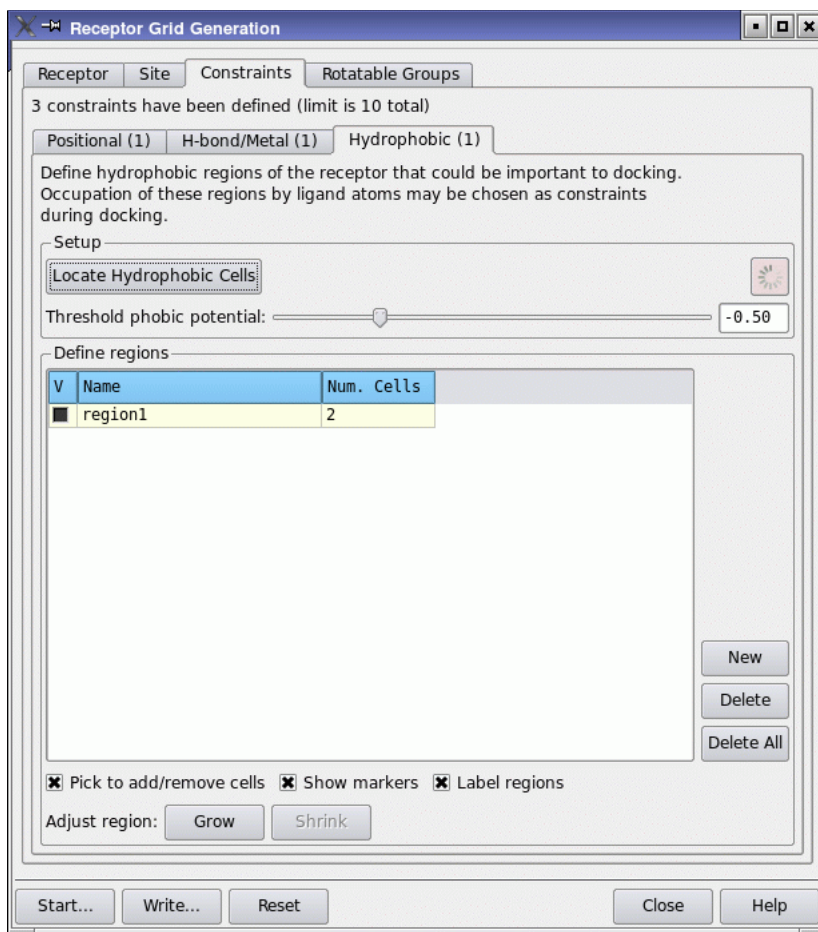 Receptor Grid Generation
Receptor Site Constraints Rotatable Groups
3 constraints have been defined (limit is 10 total)
Positional (1) H-bond/Metal (1) Hydrophobic (1)
Define hydrophobic regions of the receptor that could be important to docking.
Occupation of these regions by ligand atoms may be chosen as constraints
during docking.
Setup
Locate Hydrophobic Cells
Threshold phobic potential: -0.50
Define regions
V Name Num. Cells
region1 2
New
Delete
Delete All
Pick to add/remove cells Show markers Label regions
Adjust region: Grow Shrink
Start... Write... Reset Close Help